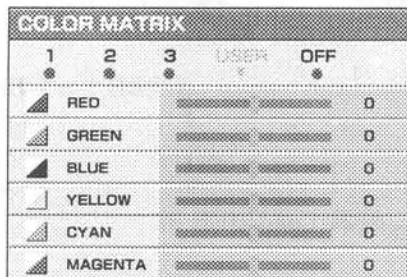 COLOR MATRIX
1 2 3 USER OFF
RED 0
GREEN 0
BLUE 0
YELLOW 0
CYAN 0
MAGENTA 0